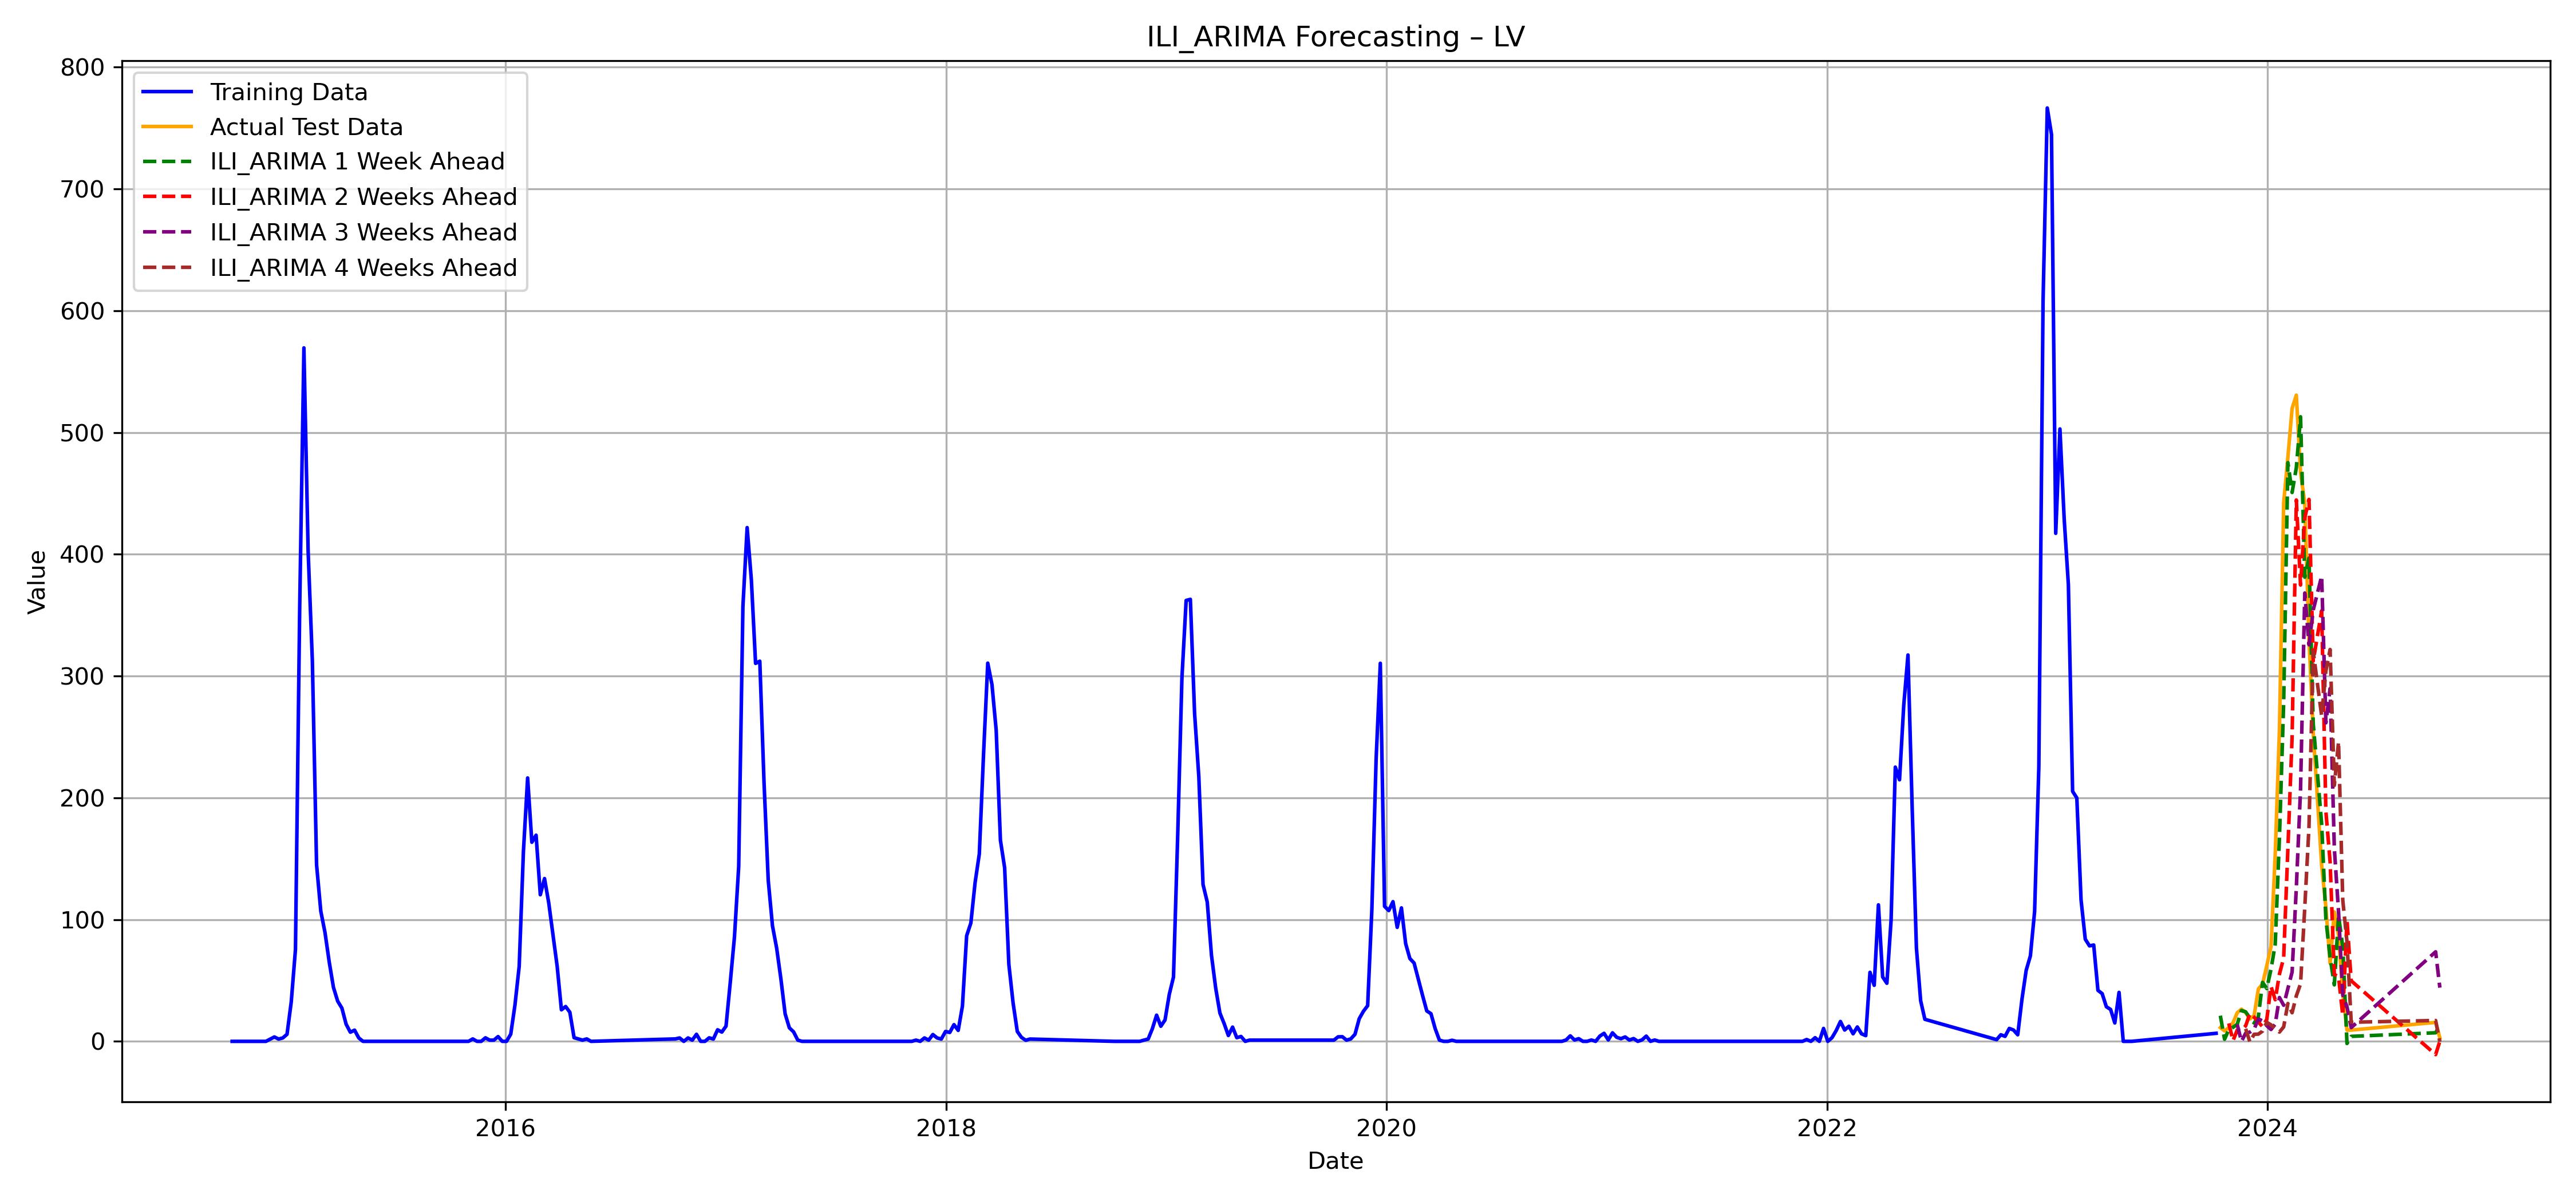 ILI_ARIMA Forecasting – LV
800
700
600
500
400
300
200
100
0
Value
Training Data
Actual Test Data
ILI_ARIMA 1 Week Ahead
ILI_ARIMA 2 Weeks Ahead
ILI_ARIMA 3 Weeks Ahead
ILI_ARIMA 4 Weeks Ahead
2016 2018 2020 2022 2024
Date